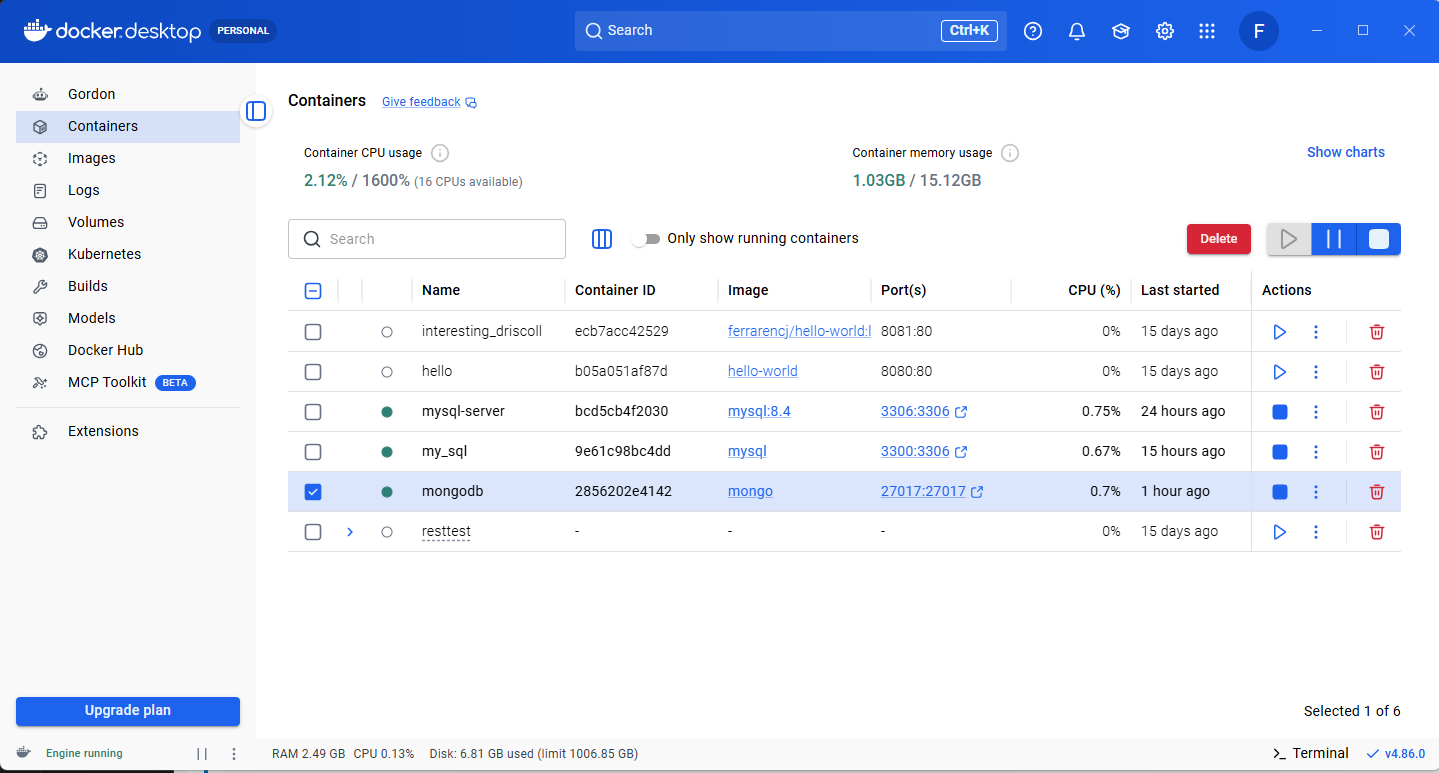 docker.desktop PERSONAL Search Ctrl+K F
Gordon
Containers
Images
Logs
Volumes
Kubernetes
Builds
Models
Docker Hub
MCP Toolkit BETA
Extensions
Upgrade plan
Containers Give feedback
Container CPU usage Container memory usage Show charts
2.12% / 1600% (16 CPUs available) 1.03GB / 15.12GB
Search Only show running containers Delete
Name Container ID Image Port(s) CPU (%) Last started Actions
interesting_driscoll ecb7acc42529 ferrarencj/hello-world: 8081:80 0% 15 days ago
hello b05a051af87d hello-world 8080:80 0% 15 days ago
mysql-server bcd5cb4f2030 mysql:8.4 3306:3306 0.75% 24 hours ago
my_sql 9e61c98bc4dd mysql 3300:3306 0.67% 15 hours ago
mongodb 2856202e4142 mongo 27017:27017 0.7% 1 hour ago
resttest - - - 0% 15 days ago
Selected 1 of 6
Engine running RAM 2.49 GB CPU 0.13% Disk: 6.81 GB used (limit 1006.85 GB) Terminal v4.86.0